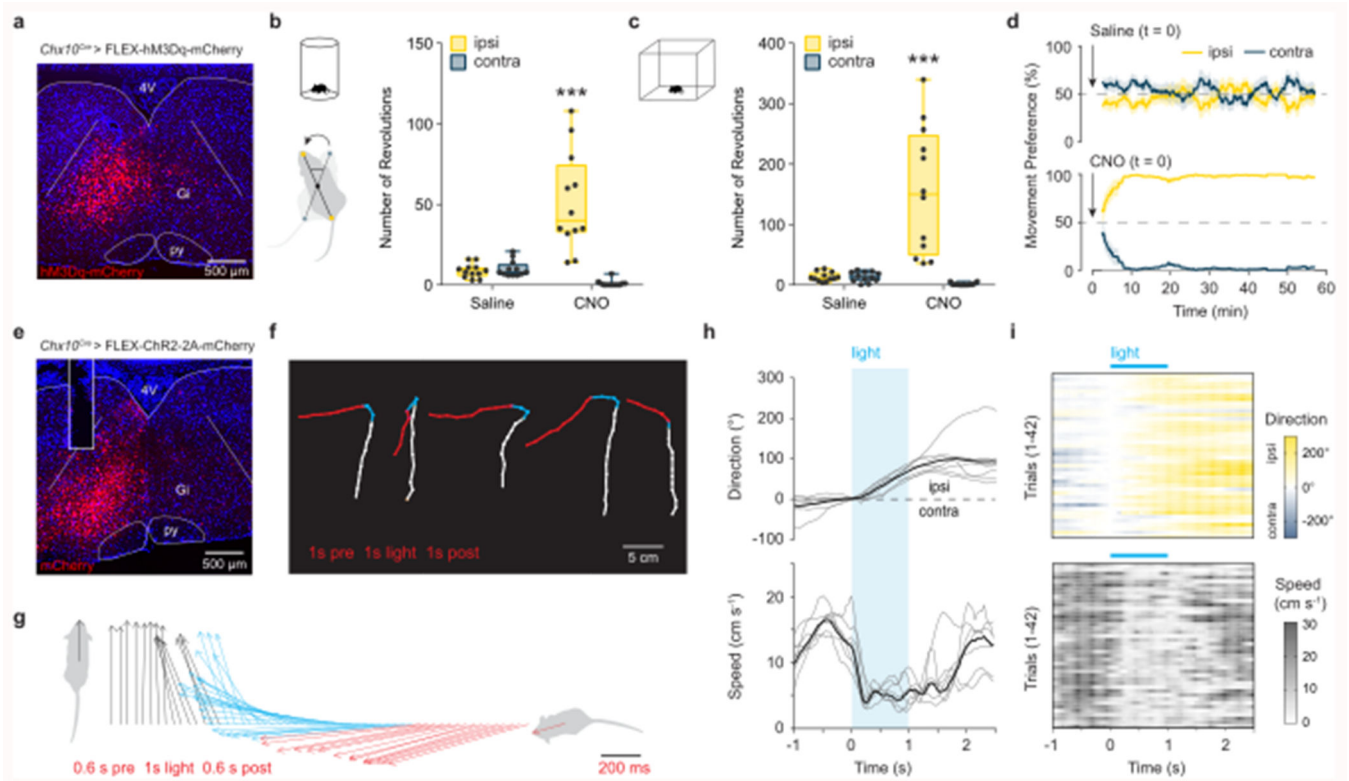 a
Chx10Cre > FLEX-hM3Dq-mCherry
4V
Gi
py
hM3Dq-mCherry
500 µm
b
ipsi
contra
Number of Revolutions
150
100
50
0
***
Saline
CNO
c
ipsi
contra
Number of Revolutions
400
300
200
100
0
***
Saline
CNO
d
Saline (t = 0)
ipsi
contra
Movement Preference (%)
100
50
0
CNO (t = 0)
100
50
0
0 10 20 30 40 50 60
Time (min)
e
Chx10Cre > FLEX-ChR2-2A-mCherry
4V
Gi
py
mCherry
500 µm
f
1s pre 1s light 1s post
5 cm
g
0.6 s pre 1s light 0.6 s post
200 ms
h
light
Direction (°)
300
200
100
0
-100
ipsi
contra
Speed (cm s⁻¹)
20
15
10
5
0
-1 0 1 2
Time (s)
i
light
Trials (1-42)
Direction
ipsi
contra
200°
0°
-200°
Trials (1-42)
Speed
(cm s⁻¹)
30
20
10
0
-1 0 1 2
Time (s)